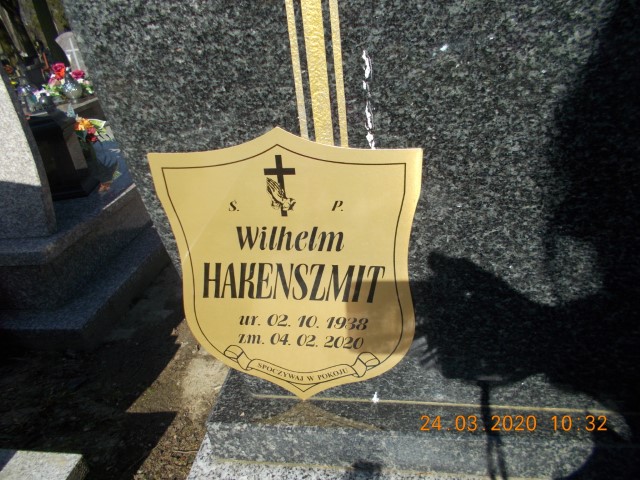 S. P.
Wilhelm
HAKENSZMIT
ur. 02. 10. 1938
zm. 04. 02. 2020
SPOCZYWAJ W POKOJU
24.03.2020 10:32